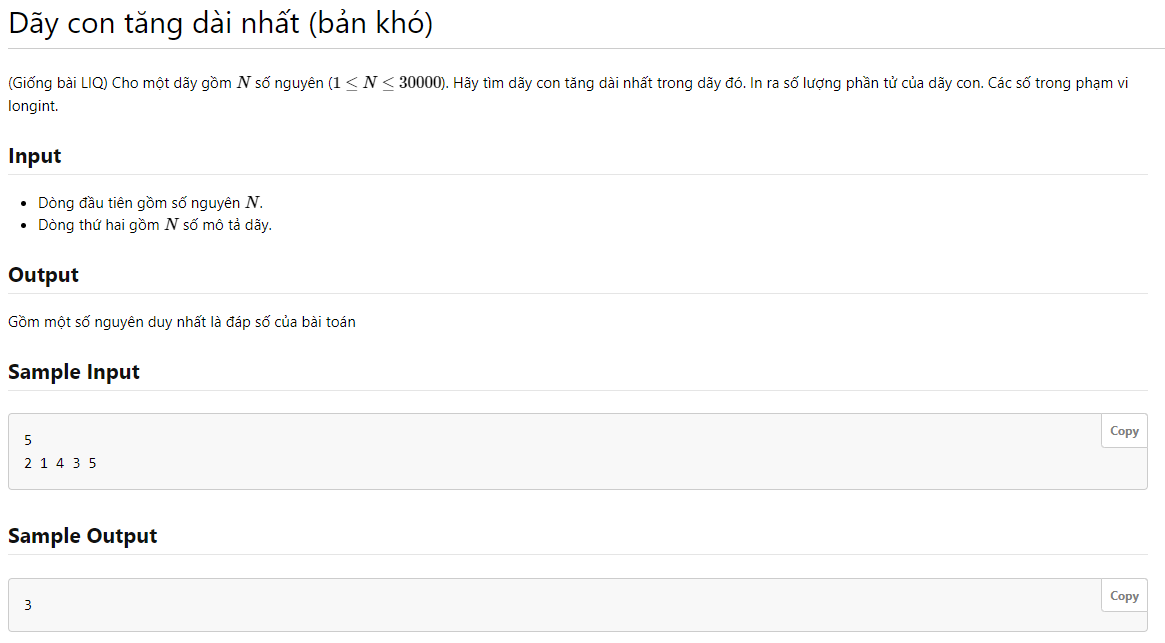 Dãy con tăng dài nhất (bản khó)
(Giống bài LIQ) Cho một dãy gồm N số nguyên (1 ≤ N ≤ 30000). Hãy tìm dãy con tăng dài nhất trong dãy đó. In ra số lượng phần tử của dãy con. Các số trong phạm vi
longint.
Input
• Dòng đầu tiên gồm số nguyên N.
• Dòng thứ hai gồm N số mô tả dãy.
Output
Gồm một số nguyên duy nhất là đáp số của bài toán
Sample Input
Copy
5
2 1 4 3 5
Sample Output
Copy
3